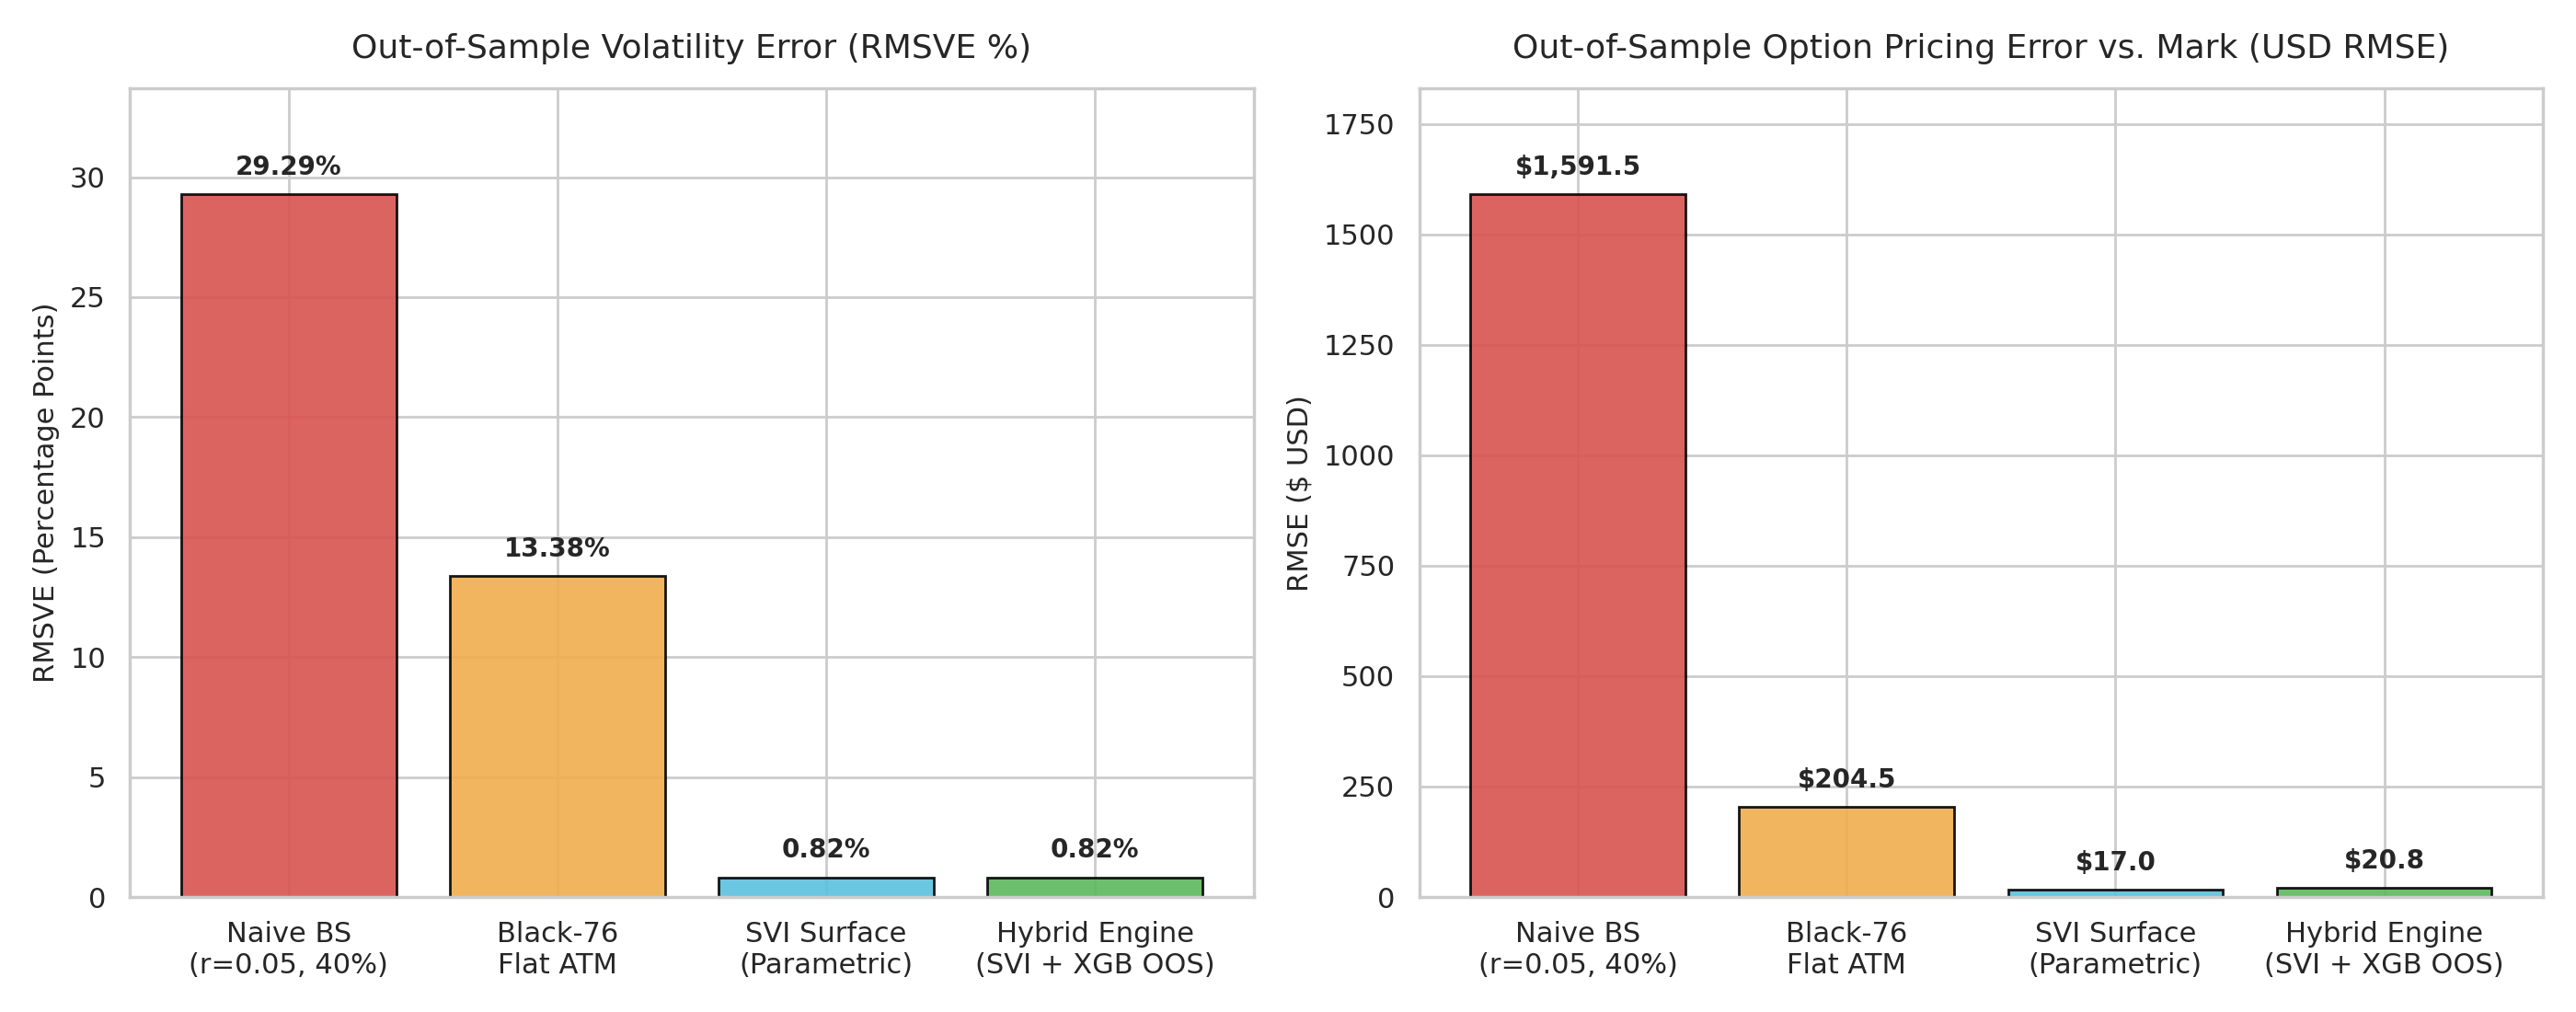 Out-of-Sample Volatility Error (RMSVE %)
RMSVE (Percentage Points)
30
25
20
15
10
5
0
29.29%
13.38%
0.82%
0.82%
Naive BS
(r=0.05, 40%)
Black-76
Flat ATM
SVI Surface
(Parametric)
Hybrid Engine
(SVI + XGB OOS)
Out-of-Sample Option Pricing Error vs. Mark (USD RMSE)
RMSE ($ USD)
1750
1500
1250
1000
750
500
250
0
$1,591.5
$204.5
$17.0
$20.8
Naive BS
(r=0.05, 40%)
Black-76
Flat ATM
SVI Surface
(Parametric)
Hybrid Engine
(SVI + XGB OOS)